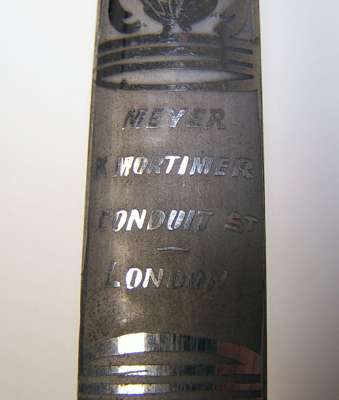 MEYER
& MORTIMER
CONDUIT ST
LONDON